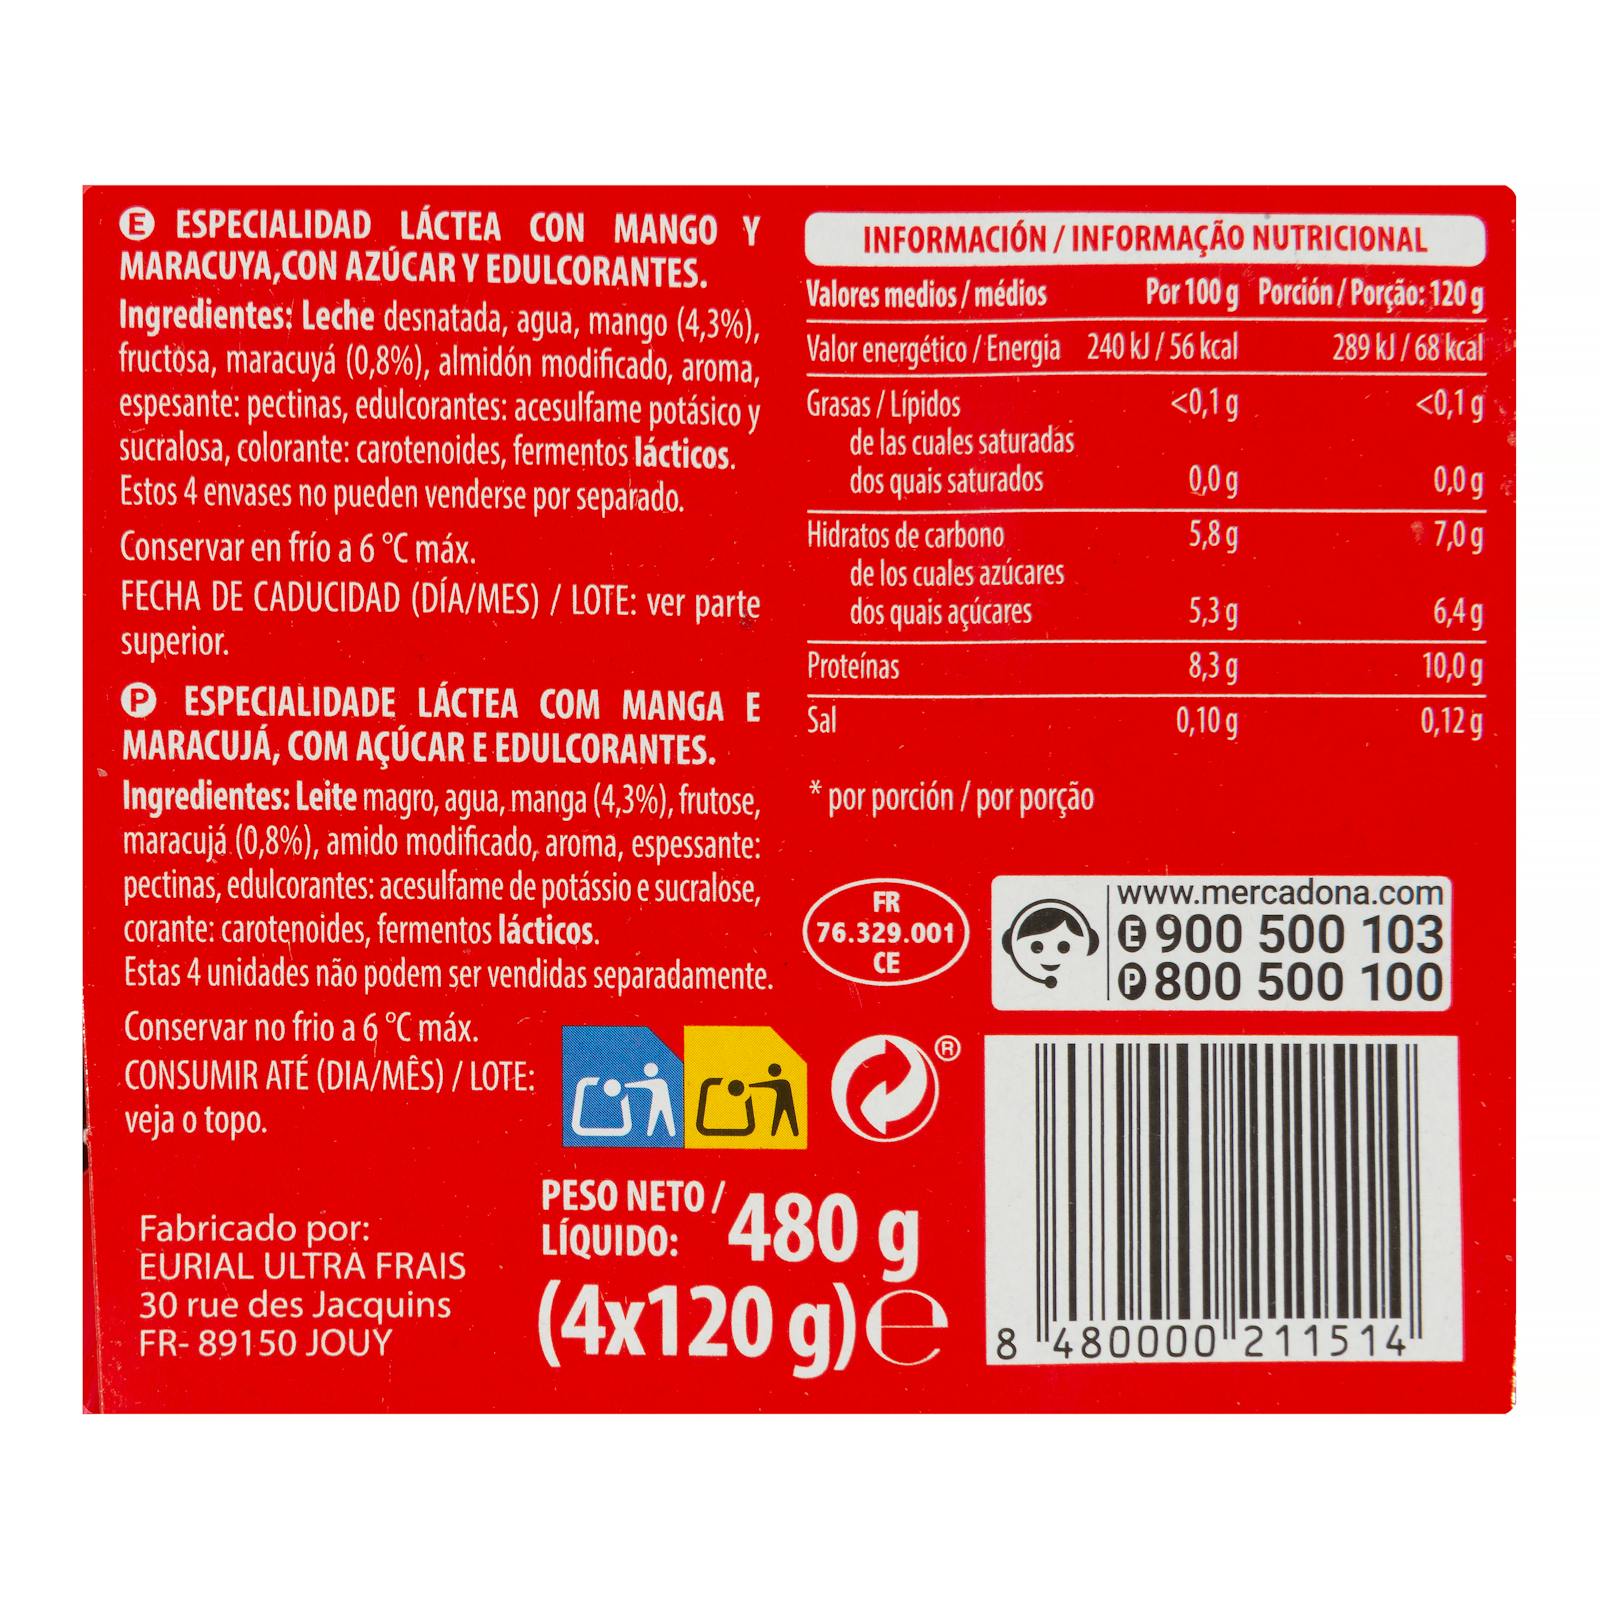 E ESPECIALIDAD LÁCTEA CON MANGO Y
MARACUYA,CON AZÚCAR Y EDULCORANTES.
Ingredientes: Leche desnatada, agua, mango (4,3%),
fructosa, maracuyá (0,8%), almidón modificado, aroma,
espesante: pectinas, edulcorantes: acesulfame potásico y
sucralosa, colorante: carotenoides, fermentos lácticos.
Estos 4 envases no pueden venderse por separado.
Conservar en frío a 6 °C máx.
FECHA DE CADUCIDAD (DÍA/MES) / LOTE: ver parte
superior.
P ESPECIALIDADE LÁCTEA COM MANGA E
MARACUJÁ, COM AÇÚCAR E EDULCORANTES.
Ingredientes: Leite magro, agua, manga (4,3%), frutose,
maracujá (0,8%), amido modificado, aroma, espessante:
pectinas, edulcorantes: acesulfame de potássio e sucralose,
corante: carotenoides, fermentos lácticos.
Estas 4 unidades não podem ser vendidas separadamente.
Conservar no frio a 6 °C máx.
CONSUMIR ATÉ (DIA/MÊS) / LOTE:
veja o topo.
Fabricado por:
EURIAL ULTRA FRAIS
30 rue des Jacquins
FR- 89150 JOUY
PESO NETO /
LÍQUIDO: 480 g
(4x120 g) e
INFORMACIÓN / INFORMAÇÃO NUTRICIONAL
Valores medios / médios Por 100 g Porción / Porção: 120 g
Valor energético / Energia 240 kJ / 56 kcal 289 kJ / 68 kcal
Grasas / Lípidos <0,1 g <0,1 g
de las cuales saturadas
dos quais saturados 0,0 g 0,0 g
Hidratos de carbono 5,8 g 7,0 g
de los cuales azúcares
dos quais açúcares 5,3 g 6,4 g
Proteínas 8,3 g 10,0 g
Sal 0,10 g 0,12 g
* por porción / por porção
FR
76.329.001
CE
www.mercadona.com
E 900 500 103
P 800 500 100
®
8 480000 211514